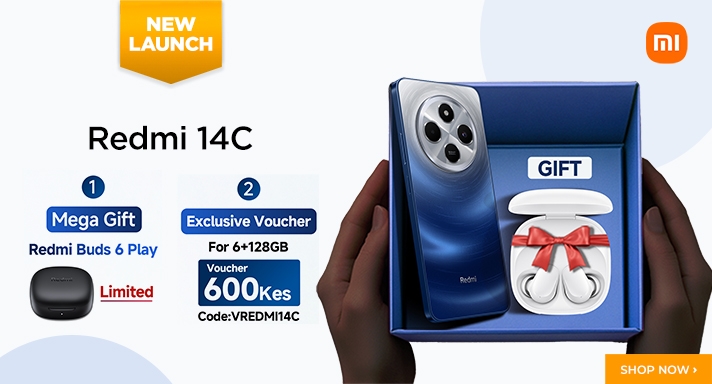 NEW
LAUNCH
mi
Redmi 14C
1
Mega Gift
Redmi Buds 6 Play
Limited
2
Exclusive Voucher
For 6+128GB
Voucher
600Kes
Code:VREDMI14C
GIFT
Redmi
SHOP NOW ›